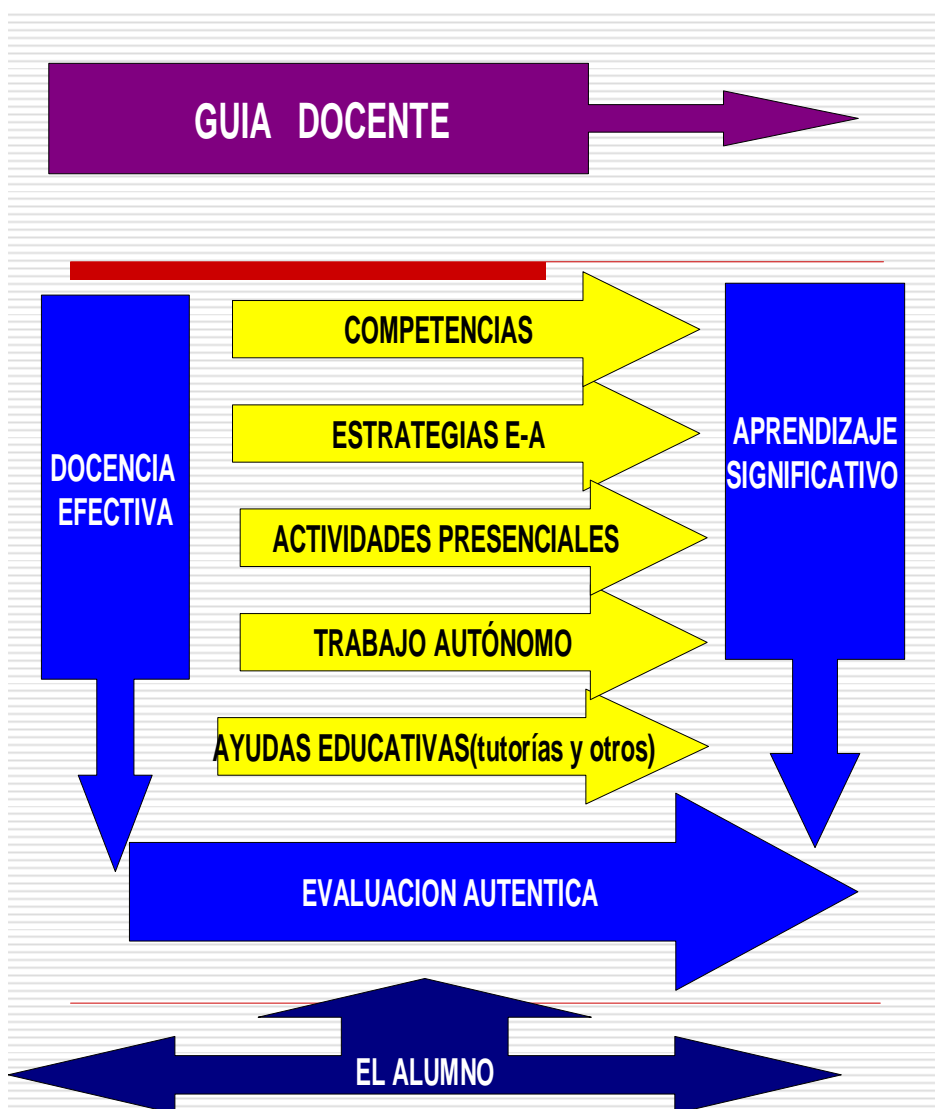 GUIA DOCENTE
COMPETENCIAS
ESTRATEGIAS E-A
DOCENCIA
EFECTIVA
APRENDIZAJE
SIGNIFICATIVO
ACTIVIDADES PRESENCIALES
TRABAJO AUTÓNOMO
AYUDAS EDUCATIVAS(tutorías y otros)
EVALUACION AUTENTICA
EL ALUMNO